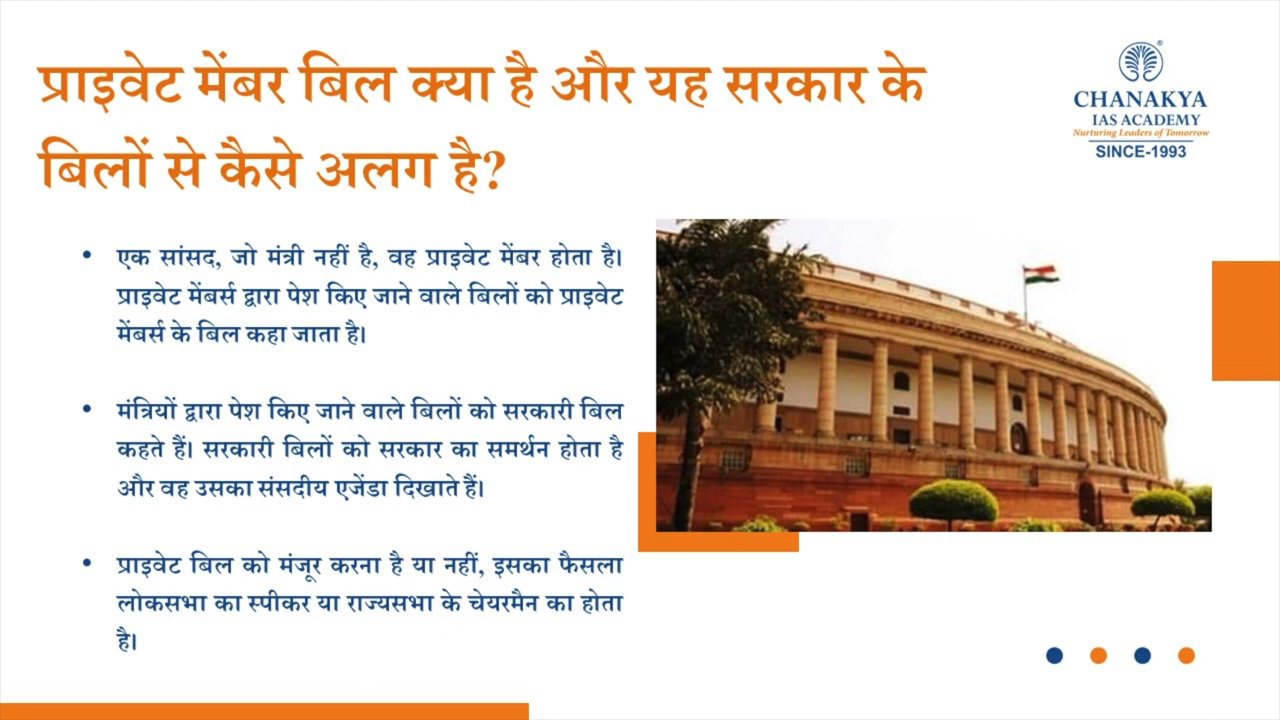 प्राइवेट मेंबर बिल क्या है और यह सरकार के
बिलों से कैसे अलग है?
®
CHANAKYA
IAS ACADEMY
Nurturing Leaders of Tomorrow
SINCE-1993
• एक सांसद, जो मंत्री नहीं है, वह प्राइवेट मेंबर होता है।
प्राइवेट मेंबर्स द्वारा पेश किए जाने वाले बिलों को प्राइवेट
मेंबर्स के बिल कहा जाता है।
• मंत्रियों द्वारा पेश किए जाने वाले बिलों को सरकारी बिल
कहते हैं। सरकारी बिलों को सरकार का समर्थन होता है
और वह उसका संसदीय एजेंडा दिखाते हैं।
• प्राइवेट बिल को मंजूर करना है या नहीं, इसका फैसला
लोकसभा का स्पीकर या राज्यसभा के चेयरमैन का होता
है।